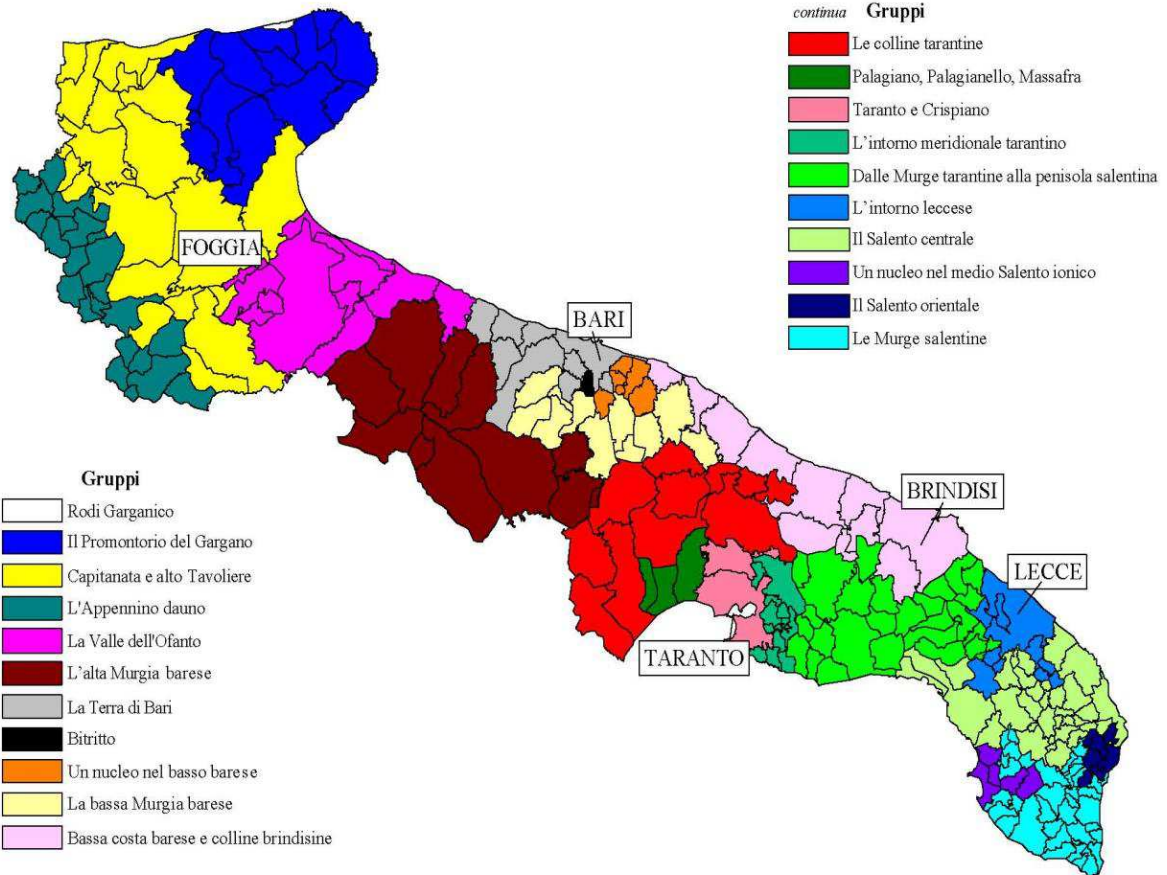 continua Gruppi
Le colline tarantine
Palagiano, Palagianello, Massafra
Taranto e Crispiano
L'intorno meridionale tarantino
Dalle Murge tarantine alla penisola salentina
L'intorno leccese
Il Salento centrale
Un nucleo nel medio Salento ionico
Il Salento orientale
Le Murge salentine
FOGGIA
BARI
BRINDISI
LECCE
TARANTO
Gruppi
Rodi Garganico
Il Promontorio del Gargano
Capitanata e alto Tavoliere
L'Appennino dauno
La Valle dell'Ofanto
L'alta Murgia barese
La Terra di Bari
Bitritto
Un nucleo nel basso barese
La bassa Murgia barese
Bassa costa barese e colline brindisine